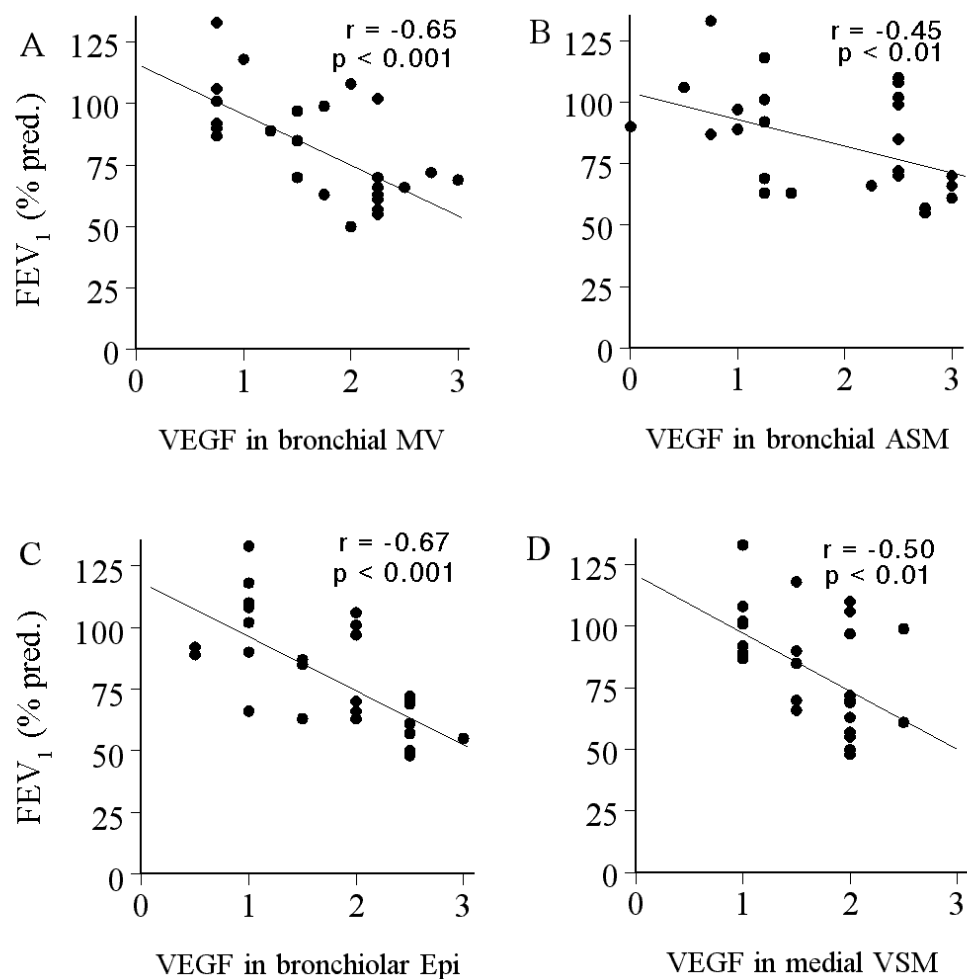 A
r = -0.65
p < 0.001
125
100
75
50
25
0
FEV1 (% pred.)
0 1 2 3
VEGF in bronchial MV
B
r = -0.45
p < 0.01
125
100
75
50
25
0
0 1 2 3
VEGF in bronchial ASM
C
r = -0.67
p < 0.001
125
100
75
50
25
0
FEV1 (% pred.)
0 1 2 3
VEGF in bronchiolar Epi
D
r = -0.50
p < 0.01
125
100
75
50
25
0
0 1 2 3
VEGF in medial VSM